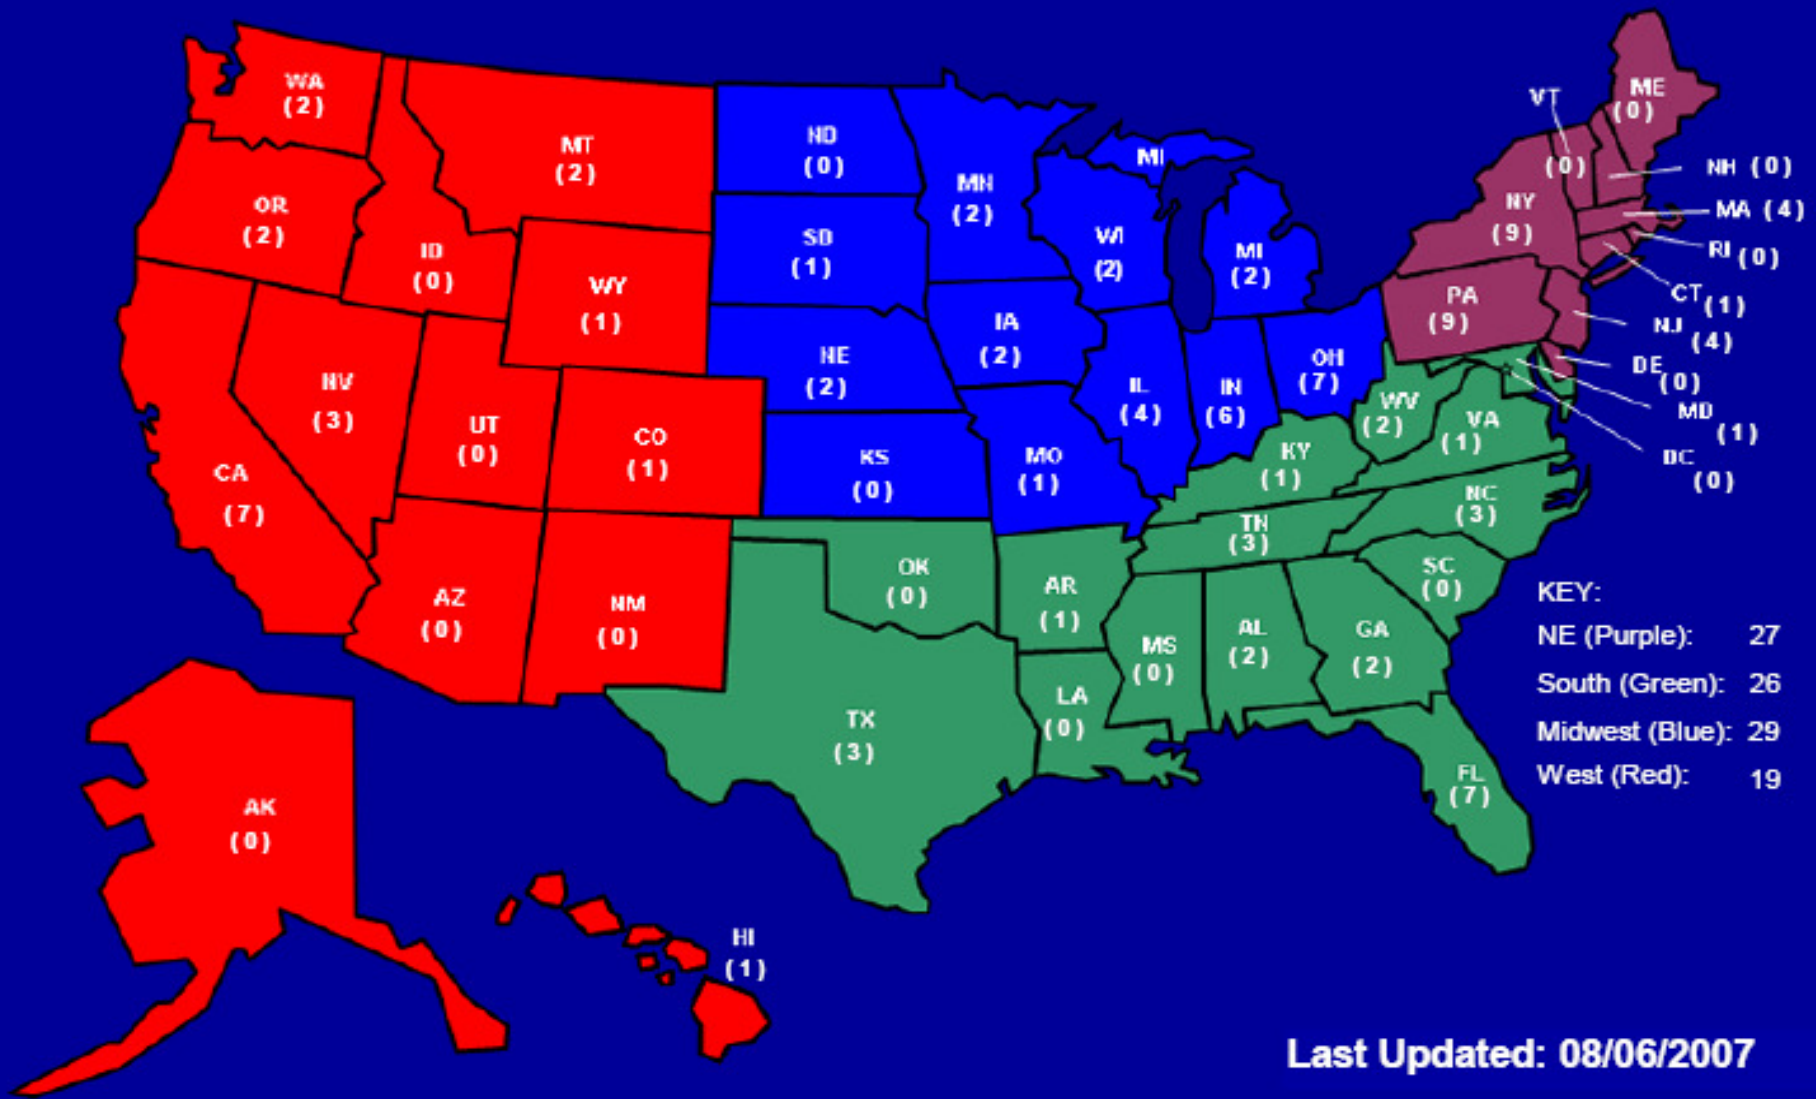 WA
(2)
OR
(2)
ID
(0)
MT
(2)
WY
(1)
CA
(7)
NV
(3)
UT
(0)
CO
(1)
AZ
(0)
NM
(0)
AK
(0)
HI
(1)
ND
(0)
SD
(1)
NE
(2)
KS
(0)
MN
(2)
IA
(2)
MO
(1)
WI
(2)
MI
MI
(2)
IL
(4)
IN
(6)
OH
(7)
OK
(0)
TX
(3)
AR
(1)
LA
(0)
MS
(0)
AL
(2)
GA
(2)
FL
(7)
SC
(0)
NC
(3)
TN
(3)
KY
(1)
WV
(2)
VA
(1)
PA
(9)
NY
(9)
VT
(0)
ME
(0)
NH (0)
MA (4)
RI (0)
CT (1)
NJ
(4)
DE
(0)
MD
(1)
DC
(0)
KEY:
NE (Purple): 27
South (Green): 26
Midwest (Blue): 29
West (Red): 19
Last Updated: 08/06/2007